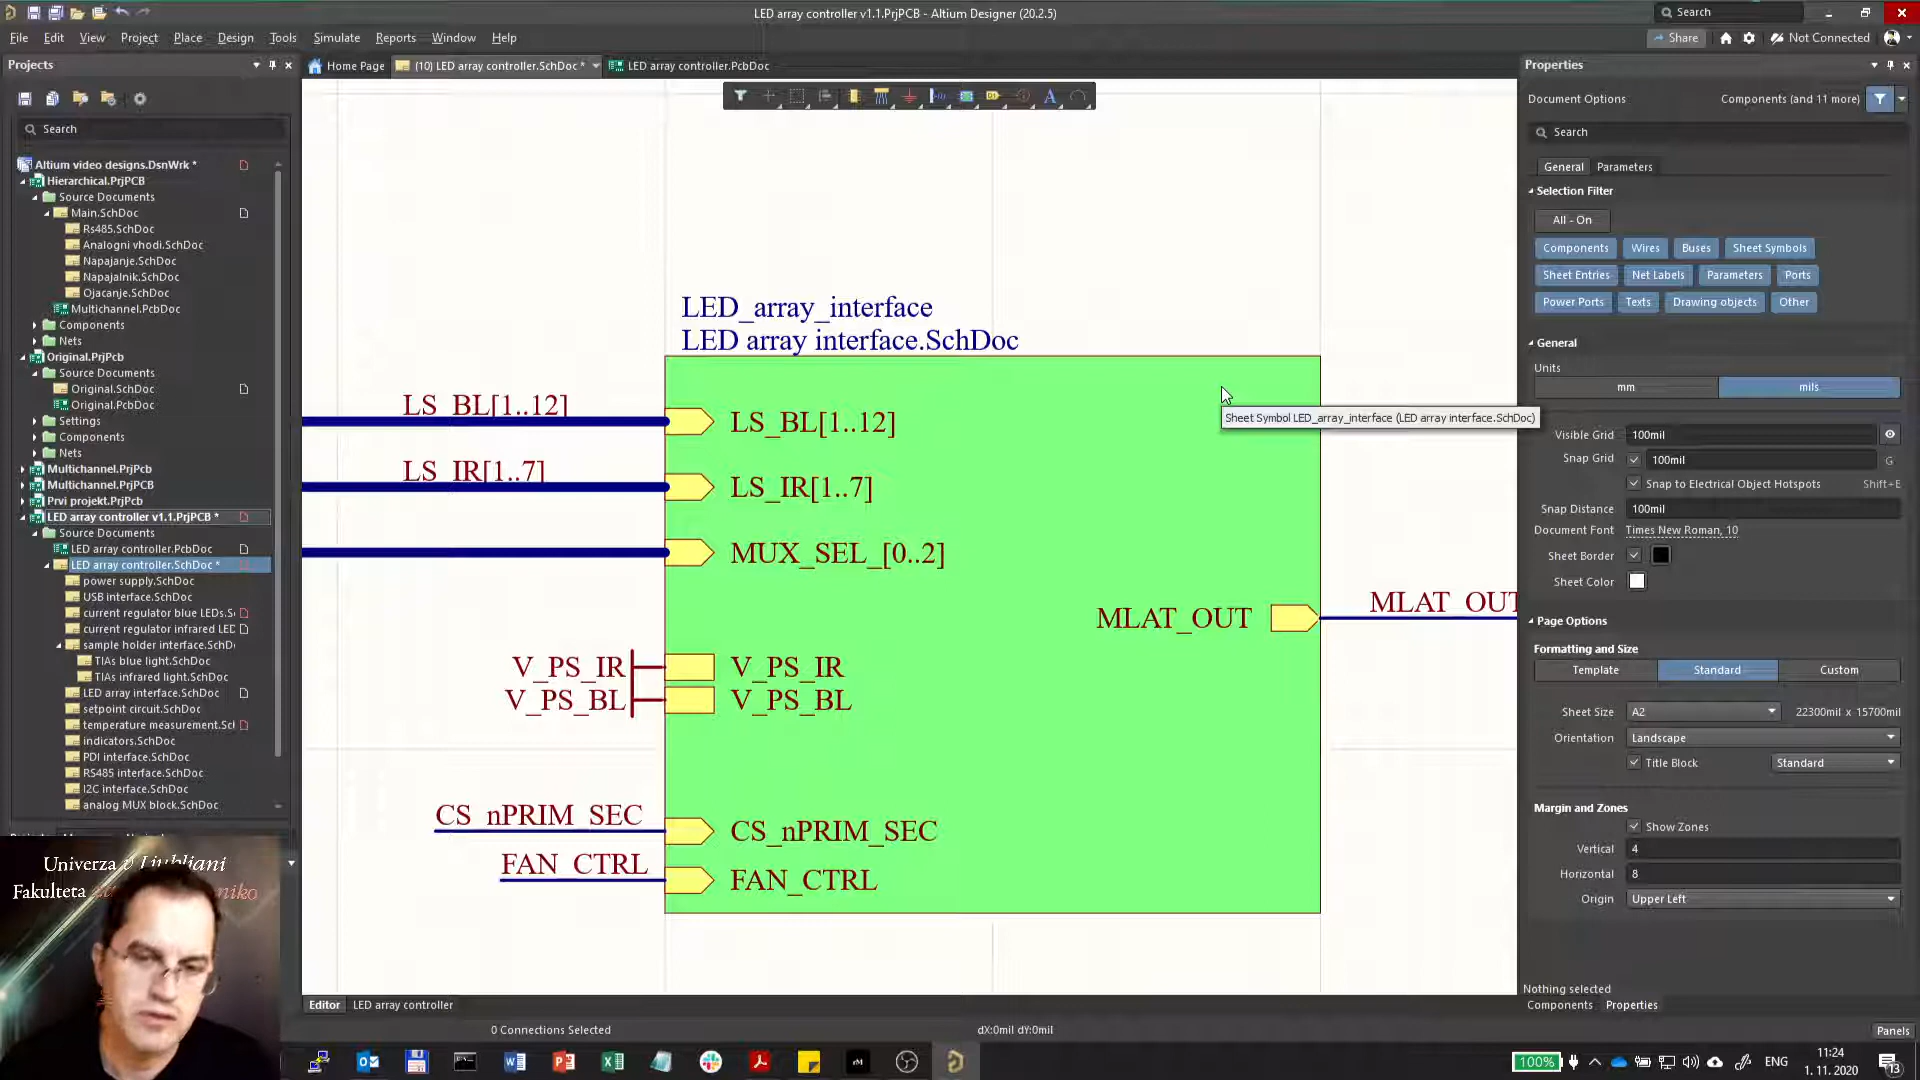 LED array controller v1.1.PrjPCB - Altium Designer (20.2.5)
Search
File Edit View Project Place Design Tools Simulate Reports Window Help
Share
Not Connected
Projects
Home Page
(10) LED array controller.SchDoc *
LED array controller.PcbDoc
Search
Altium video designs.DsnWrk *
Hierarchical.PrjPCB
Source Documents
Main.SchDoc
Rs485.SchDoc
Analogni vhodi.SchDoc
Napajanje.SchDoc
Napajalnik.SchDoc
Ojacanje.SchDoc
Multichannel.PcbDoc
Components
Nets
Original.PrjPcb
Source Documents
Original.SchDoc
Original.PcbDoc
Settings
Components
Nets
Multichannel.PrjPcb
Multichannel.PrjPCB
Prvi projekt.PrjPcb
LED array controller v1.1.PrjPCB *
Source Documents
LED array controller.PcbDoc
LED array controller.SchDoc *
power supply.SchDoc
USB interface.SchDoc
current regulator blue LEDs.S
current regulator infrared LED
sample holder interface.SchD
TIAs blue light.SchDoc
TIAs infrared light.SchDoc
LED array interface.SchDoc
setpoint circuit.SchDoc
temperature measurement.Scl
indicators.SchDoc
PDI interface.SchDoc
RS485 interface.SchDoc
I2C interface.SchDoc
analog MUX block.SchDoc
Univerza v Ljubljani
Fakulteta
LED_array_interface
LED array interface.SchDoc
LS_BL[1..12]
LS_BL[1..12]
LS_IR[1..7]
LS_IR[1..7]
MUX_SEL_[0..2]
MLAT_OUT
MLAT_OUT
V_PS_IR
V_PS_IR
V_PS_BL
V_PS_BL
CS_nPRIM_SEC
CS_nPRIM_SEC
FAN_CTRL
FAN_CTRL
Sheet Symbol LED_array_interface (LED array interface.SchDoc)
Editor LED array controller
0 Connections Selected
dX:0mil dY:0mil
Properties
Document Options
Components (and 11 more)
Search
General Parameters
Selection Filter
All - On
Components Wires Buses Sheet Symbols
Sheet Entries Net Labels Parameters Ports
Power Ports Texts Drawing objects Other
General
Units
mm mils
Visible Grid 100mil
Snap Grid 100mil G
Snap to Electrical Object Hotspots Shift+E
Snap Distance 100mil
Document Font Times New Roman, 10
Sheet Border
Sheet Color
Page Options
Formatting and Size
Template Standard Custom
Sheet Size A2 22300mil x 15700mil
Orientation Landscape
Title Block Standard
Margin and Zones
Show Zones
Vertical 4
Horizontal 8
Origin Upper Left
Nothing selected
Components Properties
Panels
100%
ENG
11:24
1. 11. 2020
13